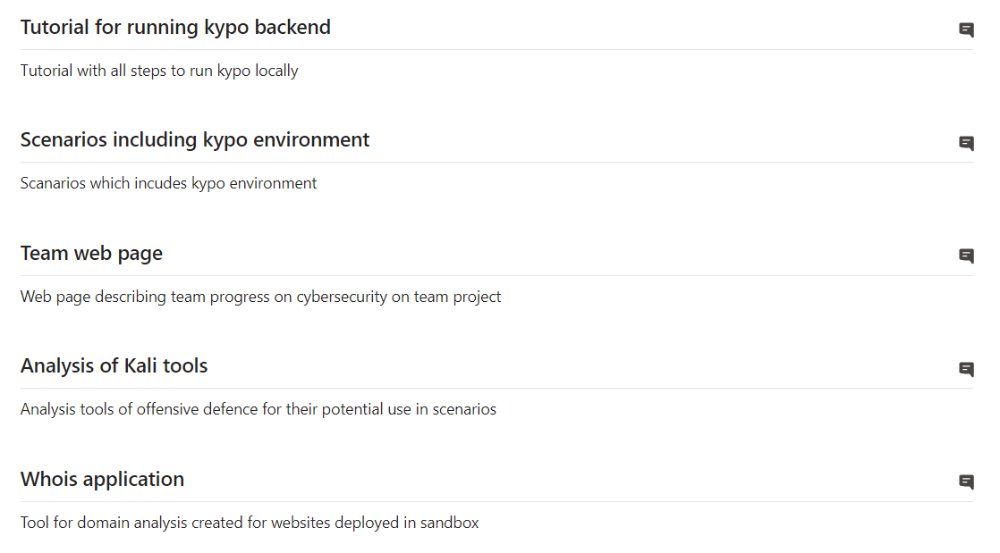 Tutorial for running kypo backend
Tutorial with all steps to run kypo locally
Scenarios including kypo environment
Scanarios which incudes kypo environment
Team web page
Web page describing team progress on cybersecurity on team project
Analysis of Kali tools
Analysis tools of offensive defence for their potential use in scenarios
Whois application
Tool for domain analysis created for websites deployed in sandbox